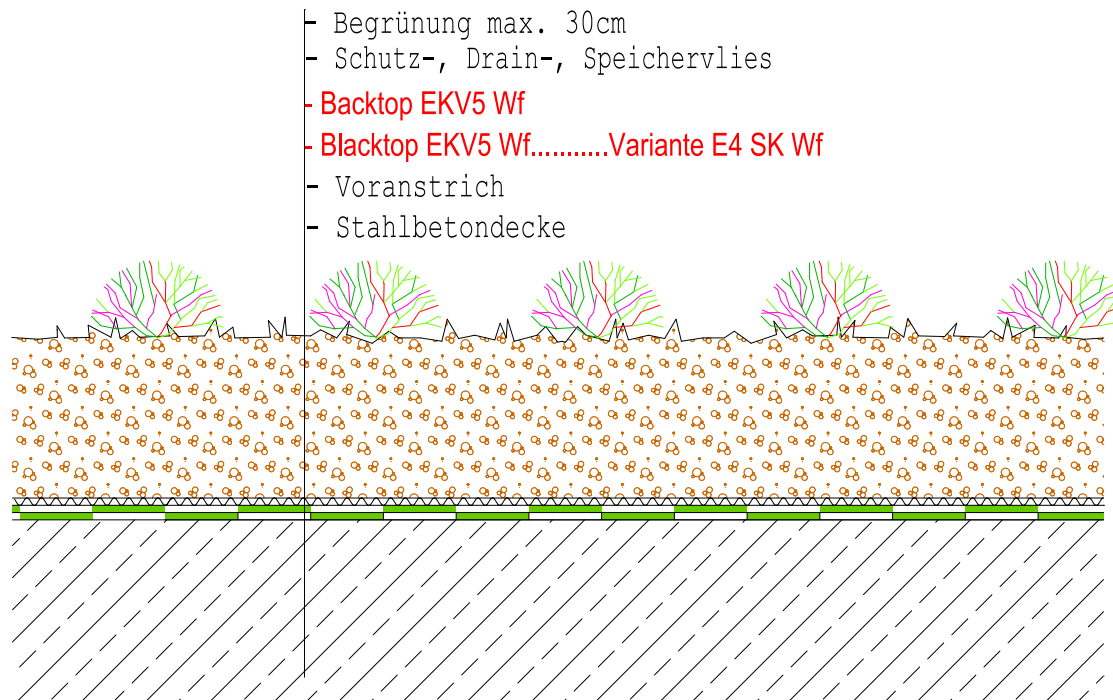 Begrünung max. 30cm
Schutz-, Drain-, Speichervlies
Backtop EKV5 Wf
Blacktop EKV5 Wf...........Variante E4 SK Wf
Voranstrich
Stahlbetondecke